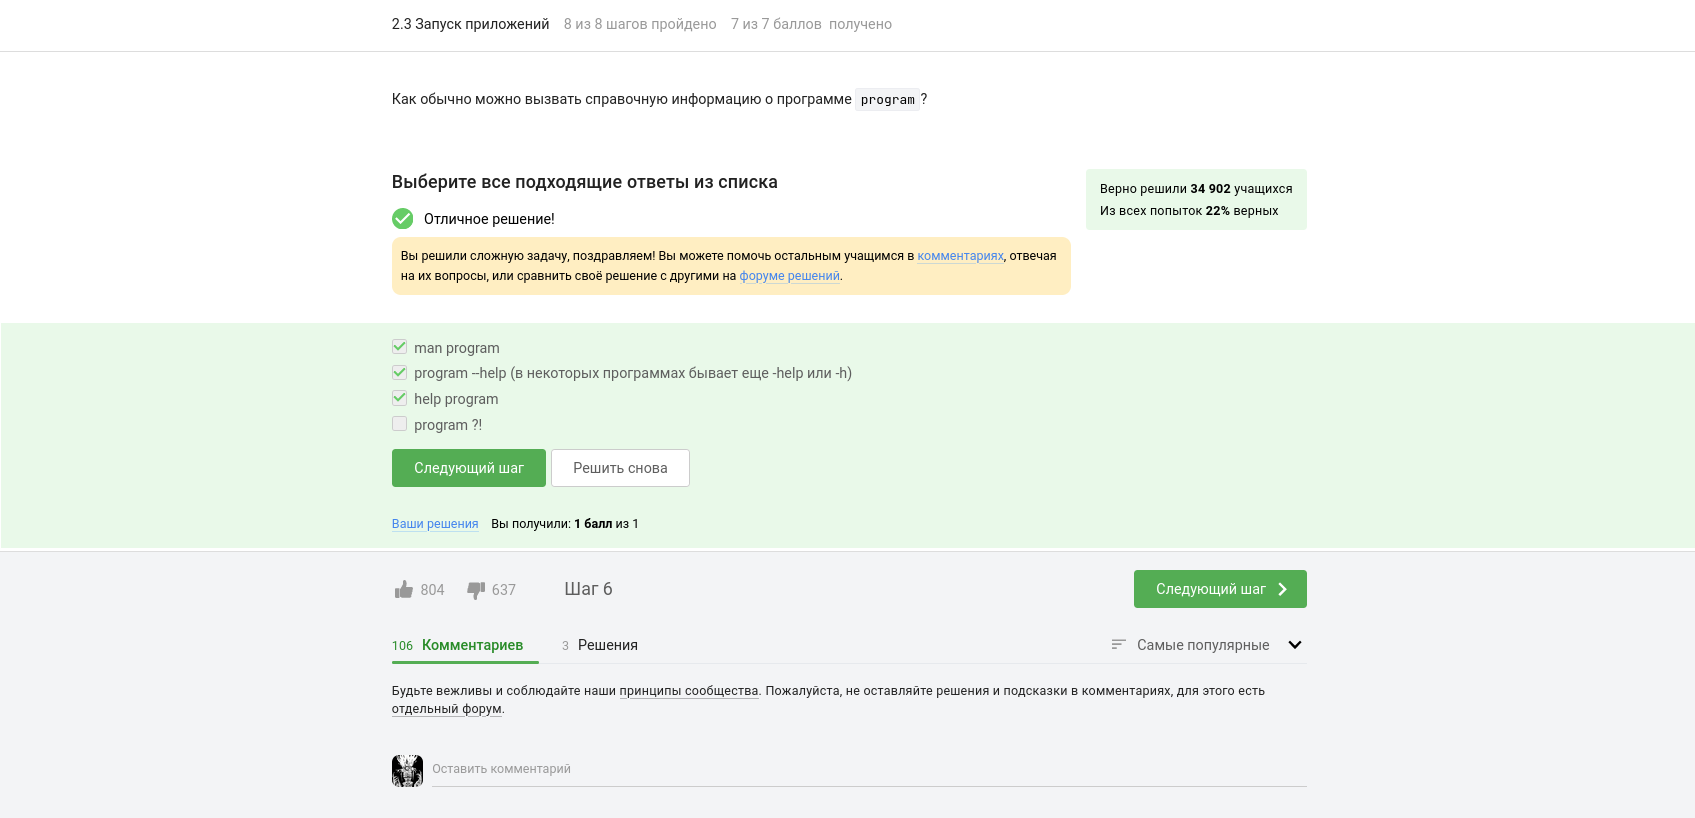 2.3 Запуск приложений 8 из 8 шагов пройдено 7 из 7 баллов получено
Как обычно можно вызвать справочную информацию о программе program?
Выберите все подходящие ответы из списка
Верно решили 34 902 учащихся
Из всех попыток 22% верных
Отличное решение!
Вы решили сложную задачу, поздравляем! Вы можете помочь остальным учащимся в комментариях, отвечая
на их вопросы, или сравнить своё решение с другими на форуме решений.
man program
program --help (в некоторых программах бывает еще -help или -h)
help program
program ?!
Следующий шаг Решить снова
Ваши решения Вы получили: 1 балл из 1
804 637 Шаг 6 Следующий шаг
106 Комментариев 3 Решения Самые популярные
Будьте вежливы и соблюдайте наши принципы сообщества. Пожалуйста, не оставляйте решения и подсказки в комментариях, для этого есть
отдельный форум.
Оставить комментарий